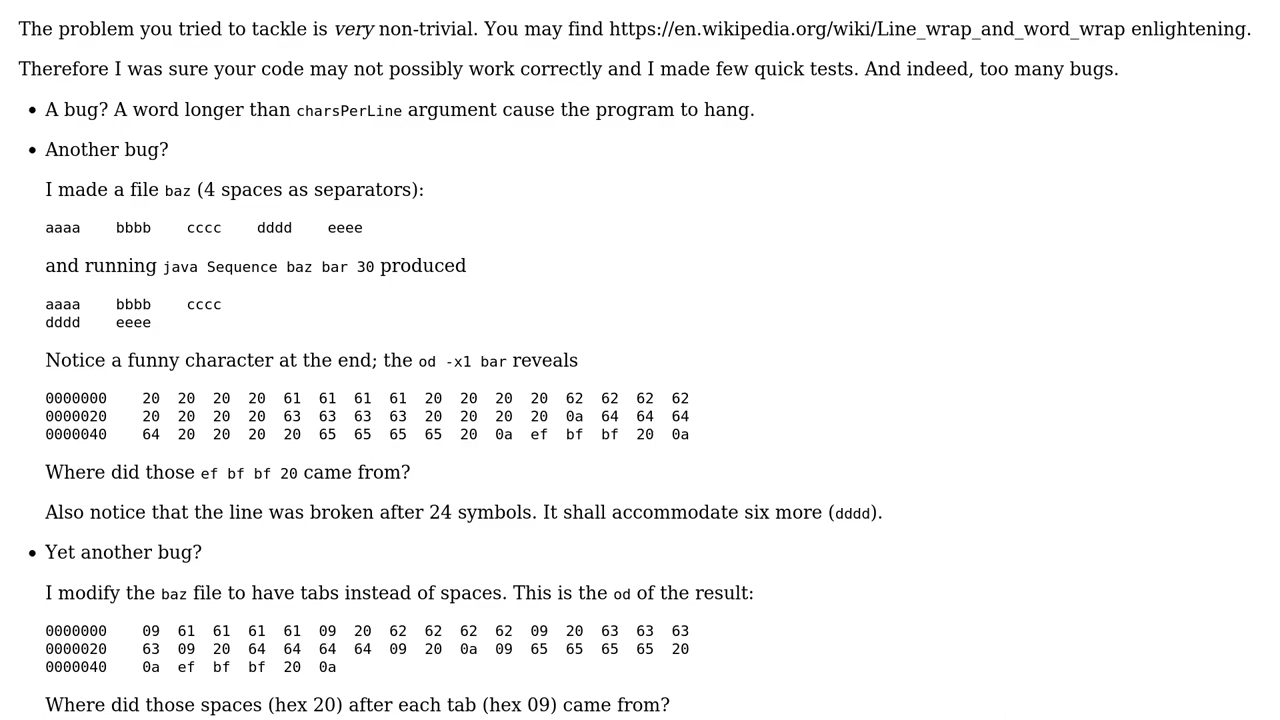 The problem you tried to tackle is very non-trivial. You may find https://en.wikipedia.org/wiki/Line_wrap_and_word_wrap enlightening.
Therefore I was sure your code may not possibly work correctly and I made few quick tests. And indeed, too many bugs.
• A bug? A word longer than charsPerLine argument cause the program to hang.
• Another bug?
I made a file baz (4 spaces as separators):
aaaa    bbbb    cccc    dddd    eeee
and running java Sequence baz bar 30 produced
aaaa    bbbb    cccc
dddd    eeee
Notice a funny character at the end; the od -x1 bar reveals
0000000    20  20  20  20  61  61  61  61  20  20  20  20  62  62  62  62
0000020    20  20  20  20  63  63  63  63  20  20  20  20  0a  64  64  64
0000040    64  20  20  20  20  65  65  65  65  20  0a  ef  bf  bf  20  0a
Where did those ef bf bf 20 came from?
Also notice that the line was broken after 24 symbols. It shall accommodate six more (dddd).
• Yet another bug?
I modify the baz file to have tabs instead of spaces. This is the od of the result:
0000000    09  61  61  61  61  09  20  62  62  62  62  09  20  63  63  63
0000020    63  09  20  64  64  64  64  09  20  0a  09  65  65  65  65  20
0000040    0a  ef  bf  bf  20  0a
Where did those spaces (hex 20) after each tab (hex 09) came from?